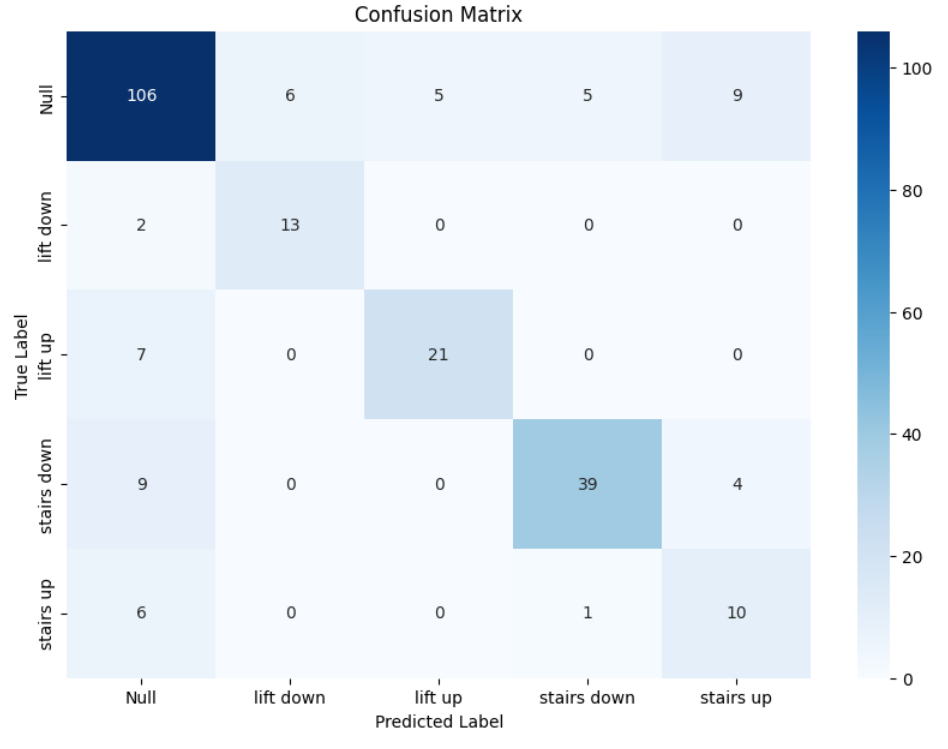 Confusion Matrix
True Label
Null 106 6 5 5 9
lift down 2 13 0 0 0
lift up 7 0 21 0 0
stairs down 9 0 0 39 4
stairs up 6 0 0 1 10
Null lift down lift up stairs down stairs up
Predicted Label
100
80
60
40
20
0